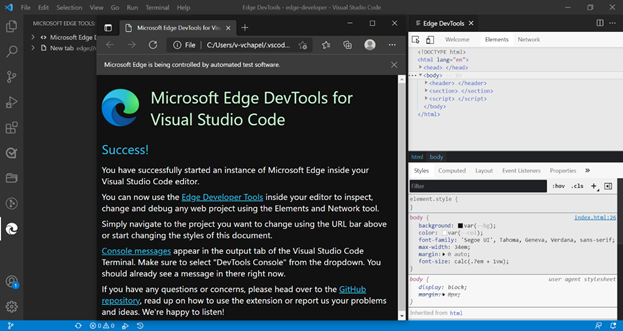 File Edit Selection View Go Run Terminal Help
Edge DevTools - edge-developer - Visual Studio Code
MICROSOFT EDGE TOOLS:
Microsoft Edge
New tab edge://
Microsoft Edge DevTools for Vis
File C:/Users/v-vchapel/.vscod...
Microsoft Edge is being controlled by automated test software.
Microsoft Edge DevTools for
Visual Studio Code
Success!
You have successfully started an instance of Microsoft Edge inside your
Visual Studio Code editor.
You can now use the Edge Developer Tools inside your editor to inspect,
change and debug any web project using the Elements and Network tool.
Simply navigate to the project you want to change using the URL bar above
or start changing the styles of this document.
Console messages appear in the output tab of the Visual Studio Code
Terminal. Make sure to select "DevTools Console" from the dropdown. You
should already see a message in there right now.
If you have any questions or concerns, please head over to the GitHub
repository, read up on how to use the extension or report us your problems
and ideas. We're happy to listen!
Edge DevTools
Welcome Elements Network
<!DOCTYPE html>
<html lang="en">
<head>…</head>
<body>
<header>…</header>
<section>…</section>
<script>…</script>
</body>
</html>
html body
Styles Computed Layout Event Listeners Properties
Filter :hov .cls
element.style {
}
body { index.html:26
background: var(--bg);
color: var(--col);
font-family: 'Segoe UI', Tahoma, Geneva, Verdana, sans-serif;
max-width: 34em;
margin: 0 auto;
font-size: calc(.7em + 1vw);
}
body { user agent stylesheet
display: block;
margin: 8px;
}
Inherited from html
0 0